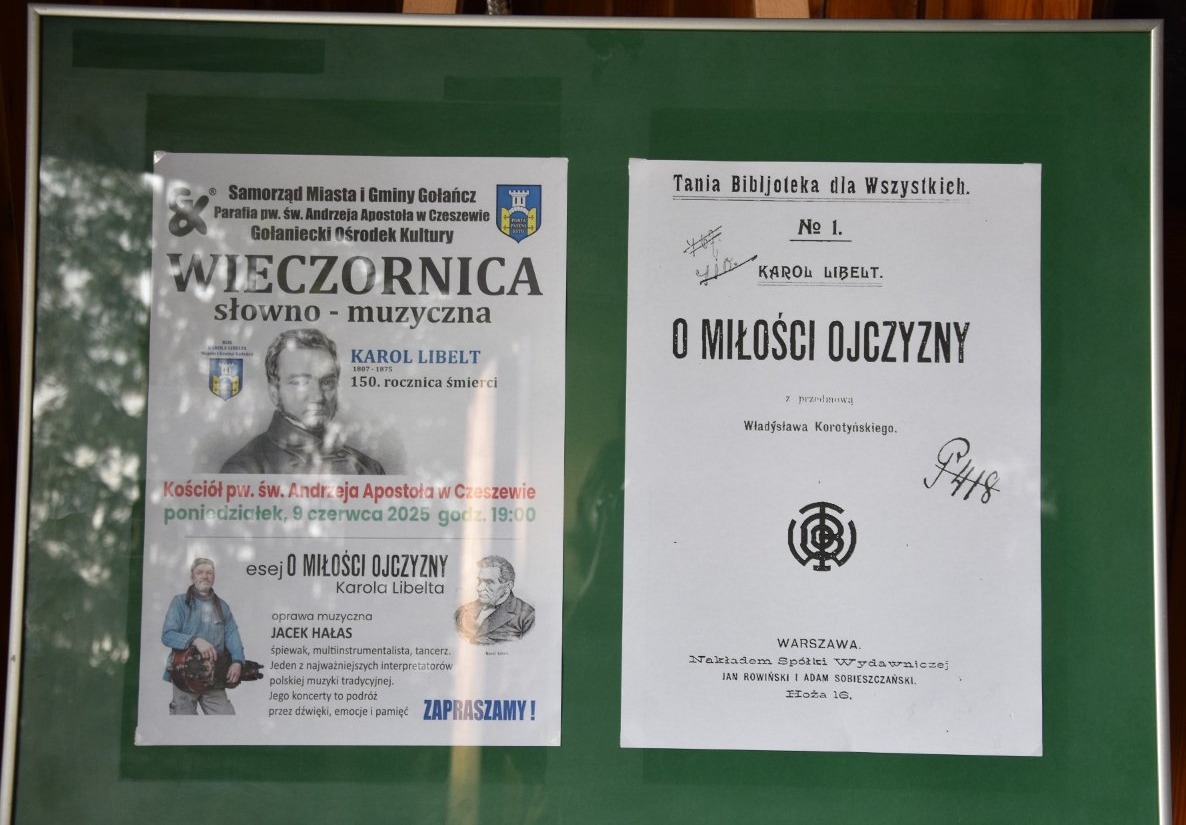 Samorząd Miasta i Gminy Gołańcz
Parafia pw. św. Andrzeja Apostoła w Czeszewie
Gołaniecki Ośrodek Kultury
WIECZORNICA
słowno - muzyczna
KAROL LIBELT
1807 - 1875
150. rocznica śmierci
Kościół pw. św. Andrzeja Apostoła w Czeszewie
poniedziałek, 9 czerwca 2025 godz. 19:00
esej O MIŁOŚCI OJCZYZNY
Karola Libelta
oprawa muzyczna
JACEK HAŁAS
śpiewak, multiinstrumentalista, tancerz.
Jeden z najważniejszych interpretatorów
polskiej muzyki tradycyjnej.
Jego koncerty to podróż
przez dźwięki, emocje i pamięć
ZAPRASZAMY!
Tania Bibljoteka dla Wszystkich.
№ 1.
KAROL LIBELT.
O MIŁOŚCI OJCZYZNY
z przedmową
Władysława Korotyńskiego.
P418
WARSZAWA.
Nakładem Spółki Wydawniczej
JAN ROWIŃSKI I ADAM SOBIESZCZAŃSKI.
Hoża 16.